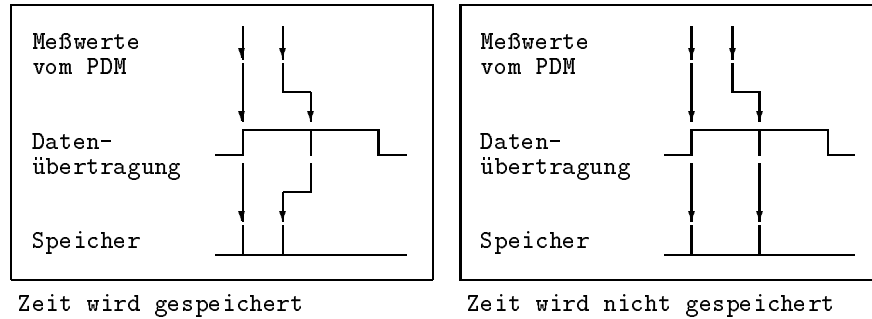 Meßwerte
vom PDM
Daten-
übertragung
Speicher
Zeit wird gespeichert
Meßwerte
vom PDM
Daten-
übertragung
Speicher
Zeit wird nicht gespeichert